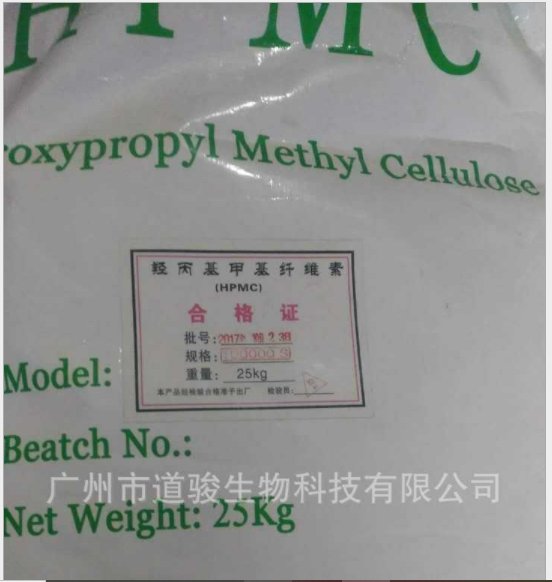 HPMC
roxypropyl Methyl Cellulose
羟丙基甲基纤维素
(HPMC)
合格证
批号:
规格:
重量: 25kg
本产品经检验合格准予出厂 检验员:
Model:
Beatch No.:
广州市道骏生物科技有限公司
Net Weight: 25Kg